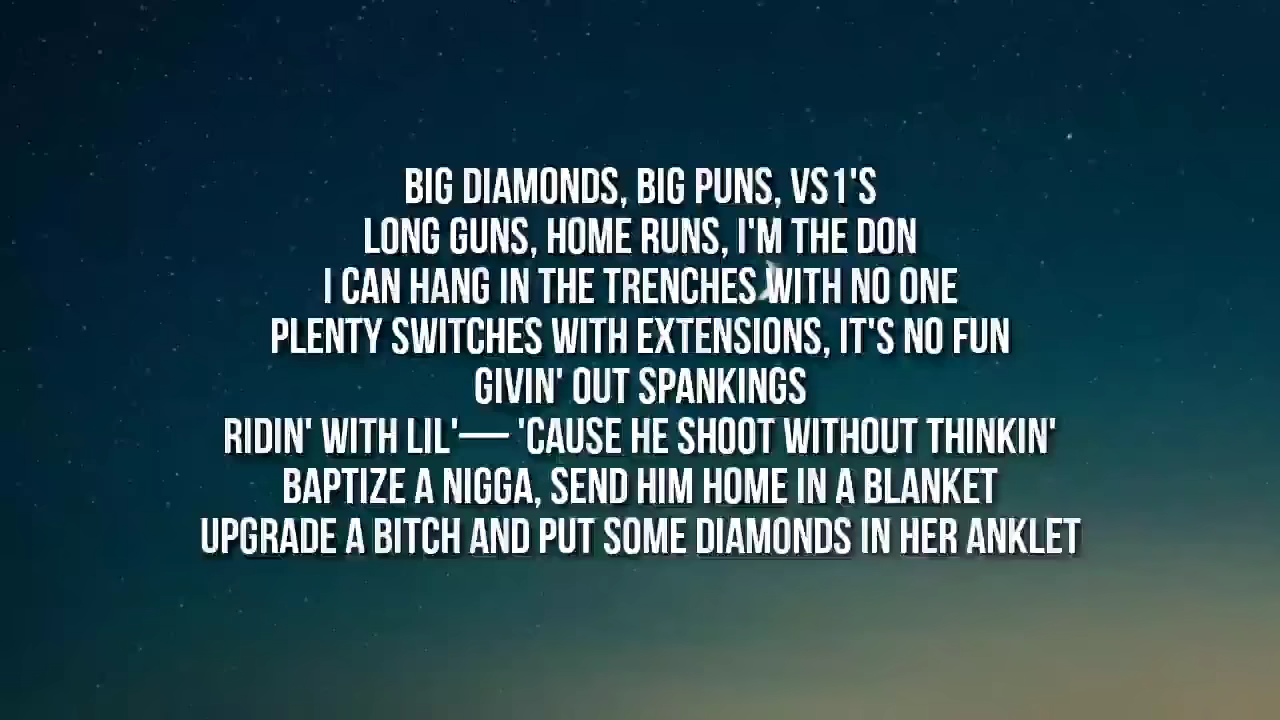 BIG DIAMONDS, BIG PUNS, VS1'S
LONG GUNS, HOME RUNS, I'M THE DON
I CAN HANG IN THE TRENCHES WITH NO ONE
PLENTY SWITCHES WITH EXTENSIONS, IT'S NO FUN
GIVIN' OUT SPANKINGS
RIDIN' WITH LIL'— 'CAUSE HE SHOOT WITHOUT THINKIN'
BAPTIZE A NIGGA, SEND HIM HOME IN A BLANKET
UPGRADE A BITCH AND PUT SOME DIAMONDS IN HER ANKLET